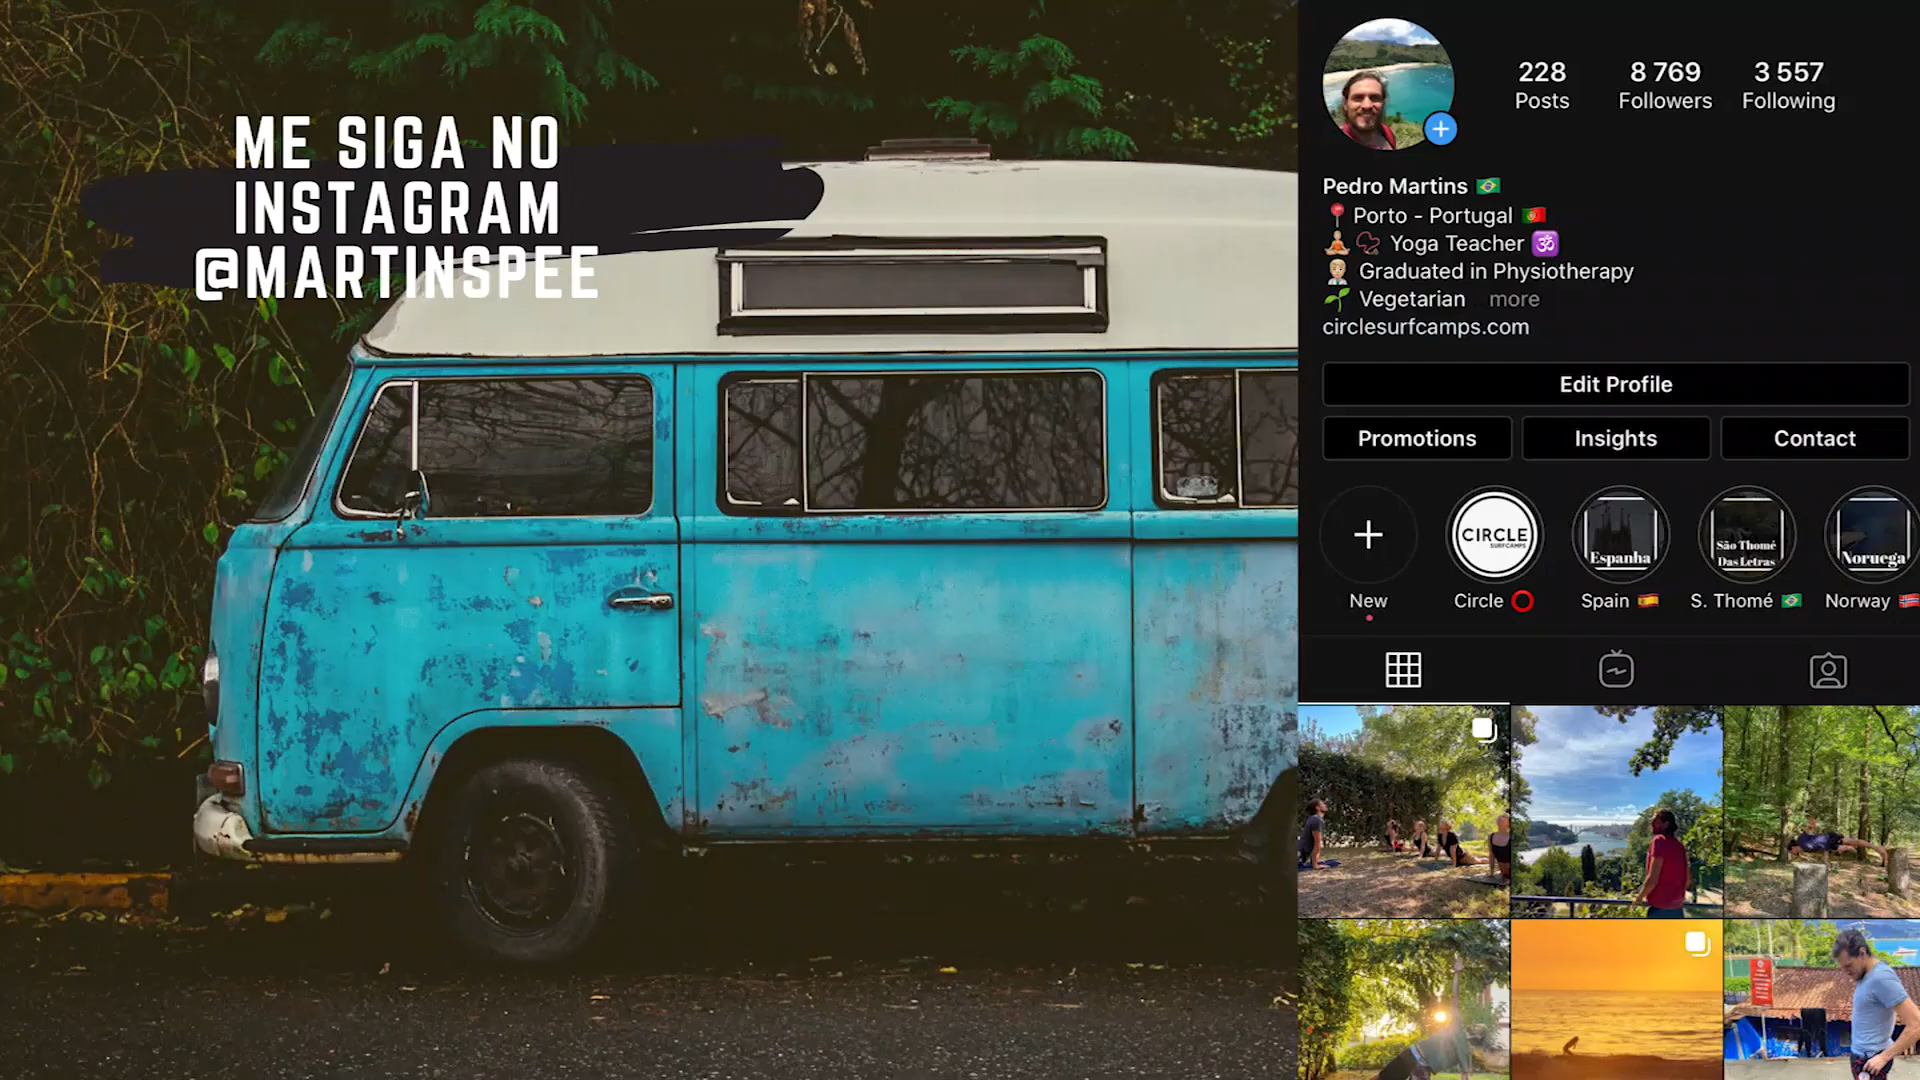 ME SIGA NO
INSTAGRAM
@MARTINSPEE
228
Posts
8 769
Followers
3 557
Following
Pedro Martins
Porto - Portugal
Yoga Teacher
Graduated in Physiotherapy
Vegetarian ... more
circlesurfcamps.com
Edit Profile
Promotions
Insights
Contact
CIRCLE
SURFCAMPS
Espanha
São Thomé
Das Letras
Noruega
New
Circle
Spain
S. Thomé
Norway